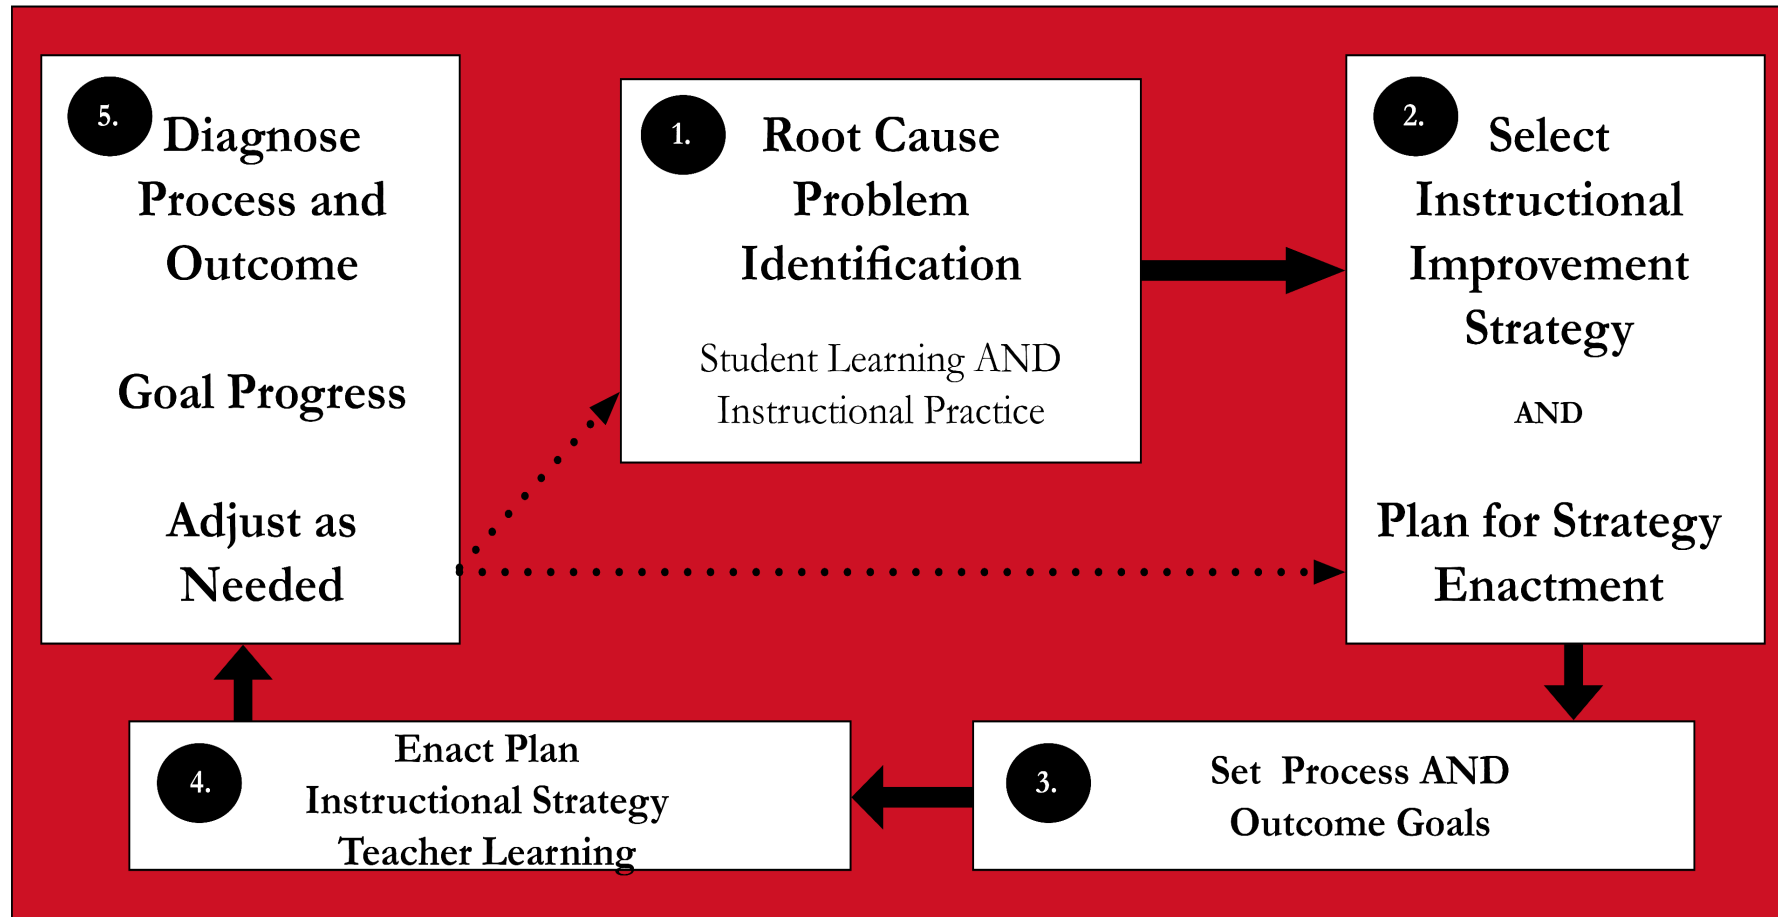 5.
Diagnose
Process and
Outcome
Goal Progress
Adjust as
Needed
1.
Root Cause
Problem
Identification
Student Learning AND
Instructional Practice
2.
Select
Instructional
Improvement
Strategy
AND
Plan for Strategy
Enactment
4.
Enact Plan
Instructional Strategy
Teacher Learning
3.
Set Process AND
Outcome Goals